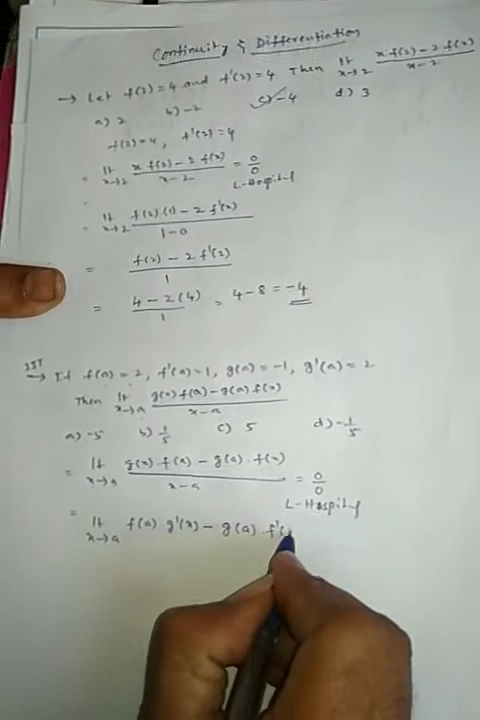 Continuity & Differentiation
→ Let f(2)=4 and f'(2)=4 Then lt x→2 (x f(2) - 2 f(x))/(x-2)
a) 2 b) -2 c) -4 d) 3
f(2)=4, f'(2)=4
= lt x→2 (x f(2) - 2 f(x))/(x-2) = 0/0
L-Hospital
= lt x→2 (f(2)(1) - 2 f'(x))/(1-0)
= (f(2) - 2 f'(2))/1
= (4 - 2(4))/1 = 4-8 = -4
→ If f(a)=2, f'(a)=1, g(a)=-1, g'(a)=2
Then lt x→a (g(x) f(a) - g(a) f(x))/(x-a)
a) -5 b) 1/5 c) 5 d) -1/5
= lt x→a (g(x) · f(a) - g(a) · f(x))/(x-a) = 0/0
L-Hospital
= lt x→a f(a) g'(x) - g(a) · f'(